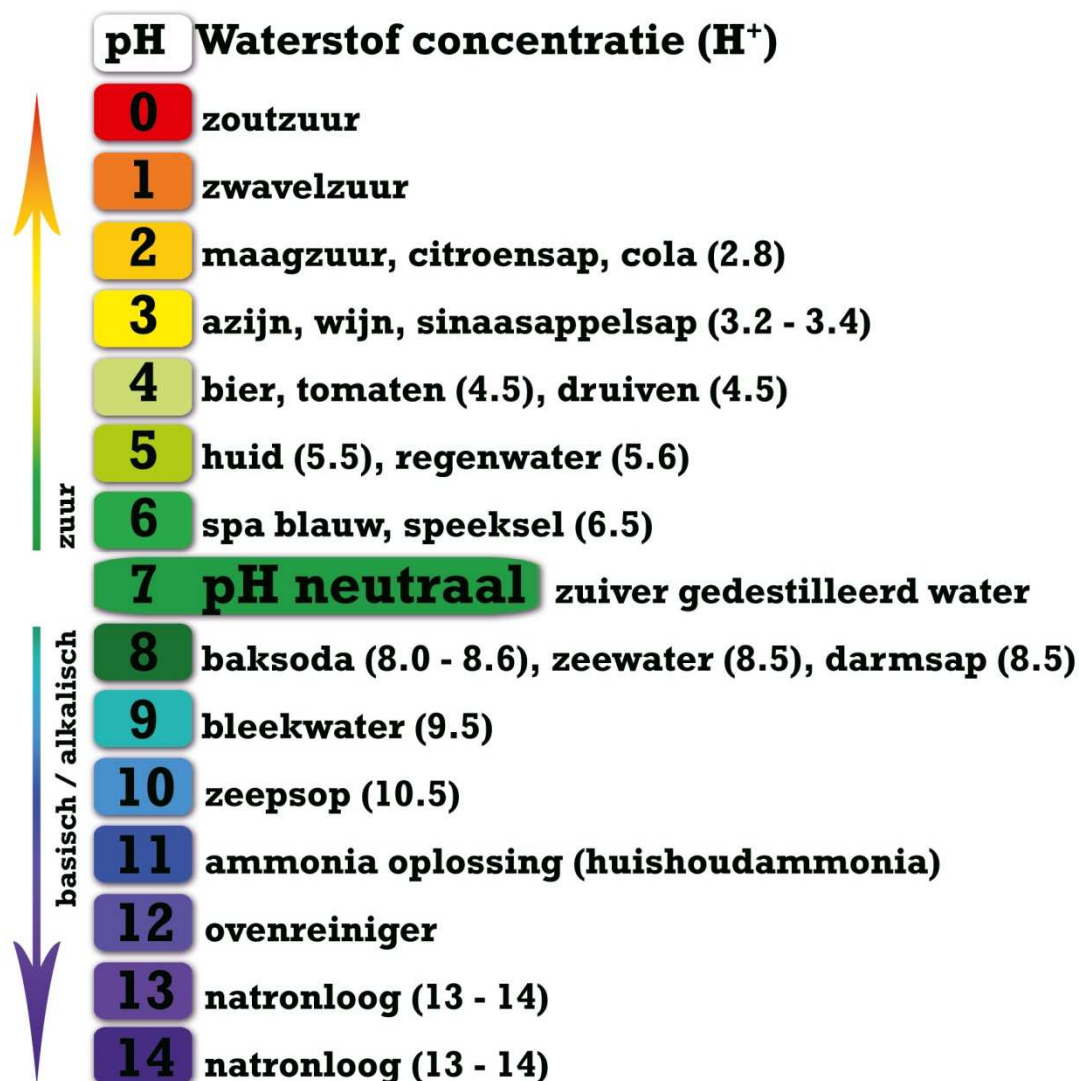 pH Waterstof concentratie (H⁺)
0 zoutzuur
1 zwavelzuur
2 maagzuur, citroensap, cola (2.8)
3 azijn, wijn, sinaasappelsap (3.2 - 3.4)
4 bier, tomaten (4.5), druiven (4.5)
5 huid (5.5), regenwater (5.6)
6 spa blauw, speeksel (6.5)
zuur
7 pH neutraal zuiver gedestilleerd water
8 baksoda (8.0 - 8.6), zeewater (8.5), darmsap (8.5)
9 bleekwater (9.5)
10 zeepsop (10.5)
11 ammonia oplossing (huishoudammonia)
basisch / alkalisch
12 ovenreiniger
13 natronloog (13 - 14)
14 natronloog (13 - 14)